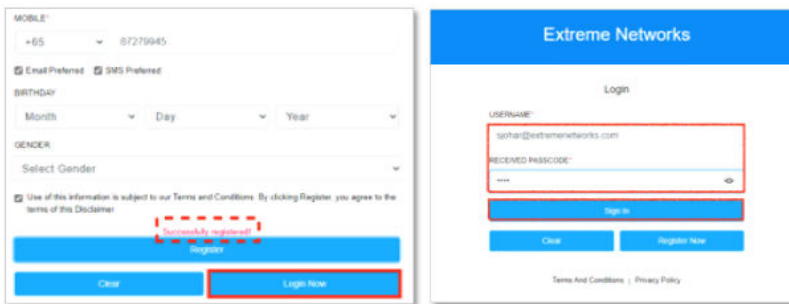 MOBILE*
+65 87279945
Email Preferred SMS Preferred
BIRTHDAY
Month Day Year
GENDER
Select Gender
Use of this information is subject to our Terms and Conditions. By clicking Register, you agree to the
terms of this Disclaimer
Successfully registered!
Register
Clear Login Now
Extreme Networks
Login
USERNAME*
sjohar@extremenetworks.com
RECEIVED PASSCODE*
····
Sign In
Clear Register Now
Terms And Conditions | Privacy Policy